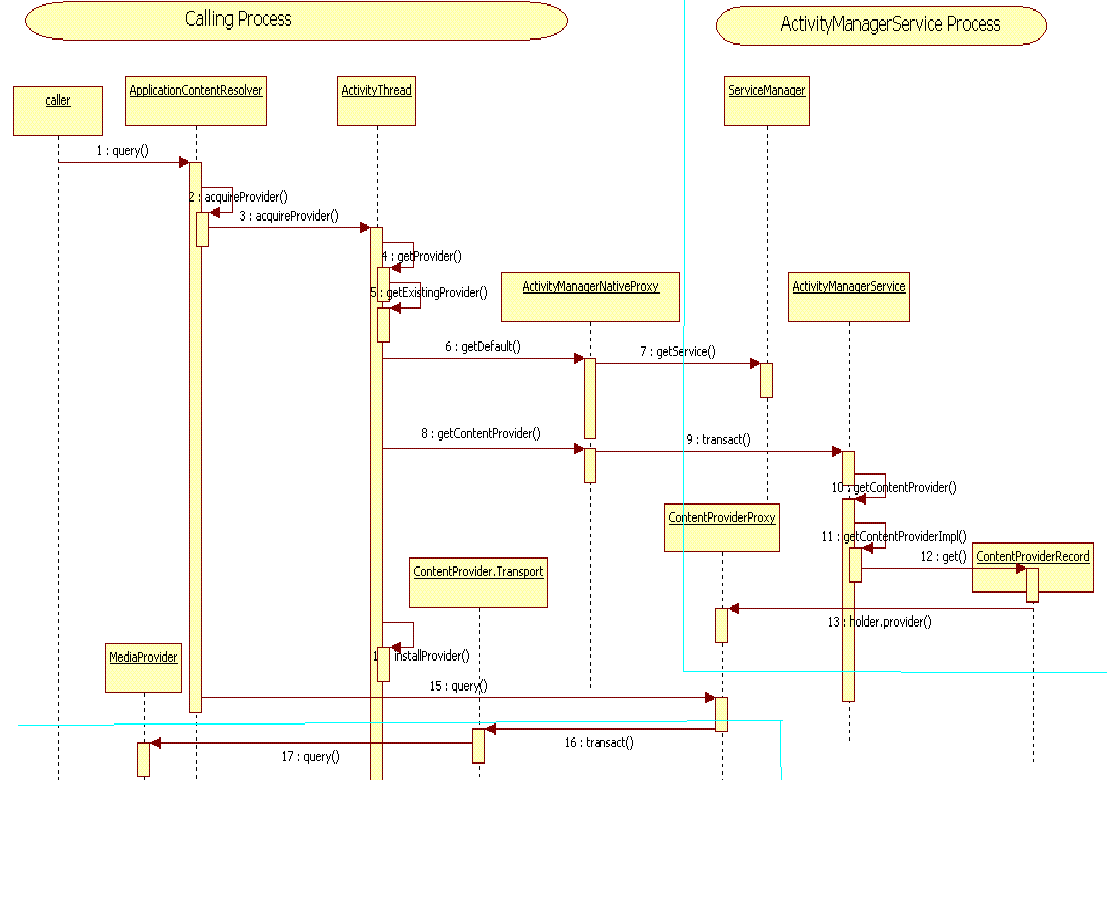 Calling Process
ActivityManagerService Process
caller
ApplicationContentResolver
ActivityThread
ServiceManager
1 : query()
2 : acquireProvider()
3 : acquireProvider()
4 : getProvider()
5 : getExistingProvider()
ActivityManagerNativeProxy
ActivityManagerService
6 : getDefault()
7 : getService()
8 : getContentProvider()
9 : transact()
10 : getContentProvider()
ContentProviderProxy
11 : getContentProviderImpl()
12 : get()
ContentProviderRecord
ContentProvider.Transport
13 : holder.provider()
MediaProvider
installProvider()
15 : query()
16 : transact()
17 : query()